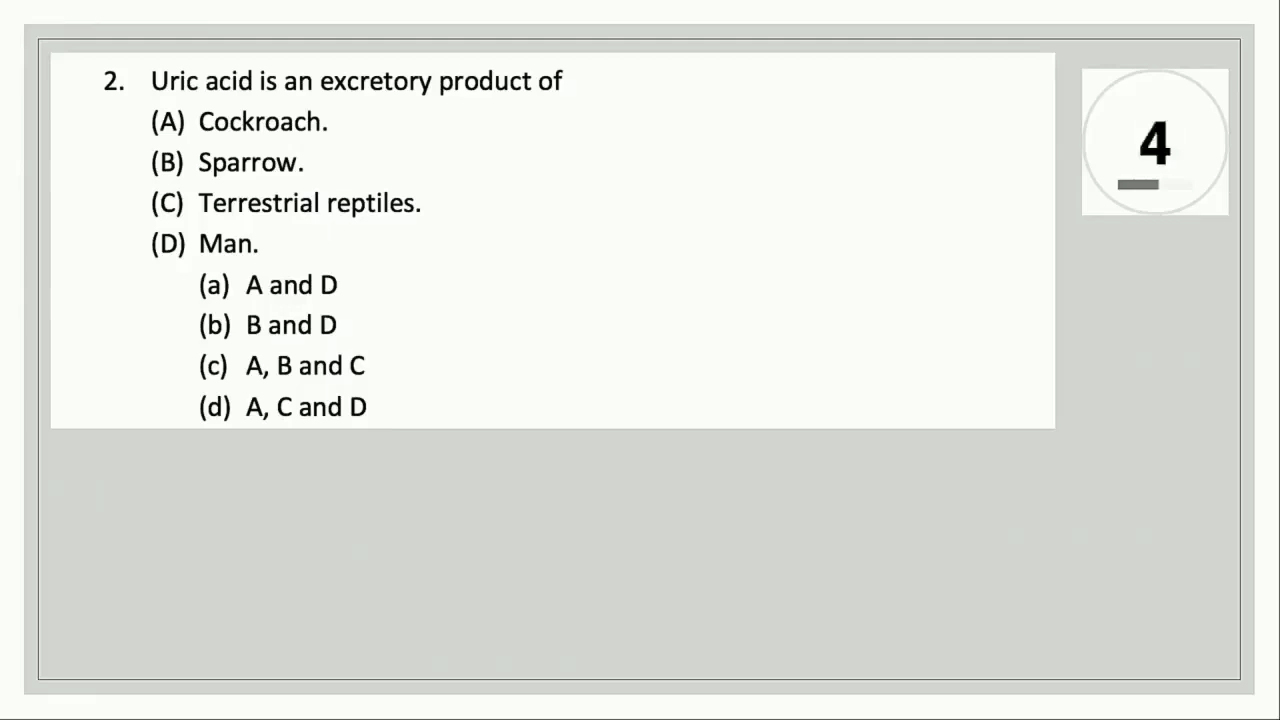 2. Uric acid is an excretory product of
(A) Cockroach.
(B) Sparrow.
(C) Terrestrial reptiles.
(D) Man.
(a) A and D
(b) B and D
(c) A, B and C
(d) A, C and D
4